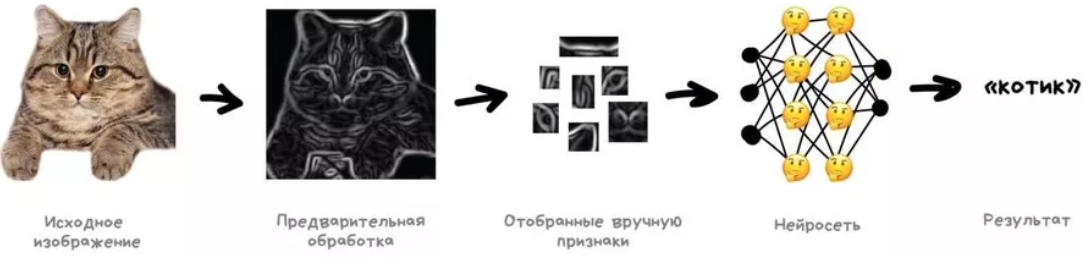 «котик»
Исходное
изображение
Предварительная
обработка
Отобранные вручную
признаки
Нейросеть
Результат